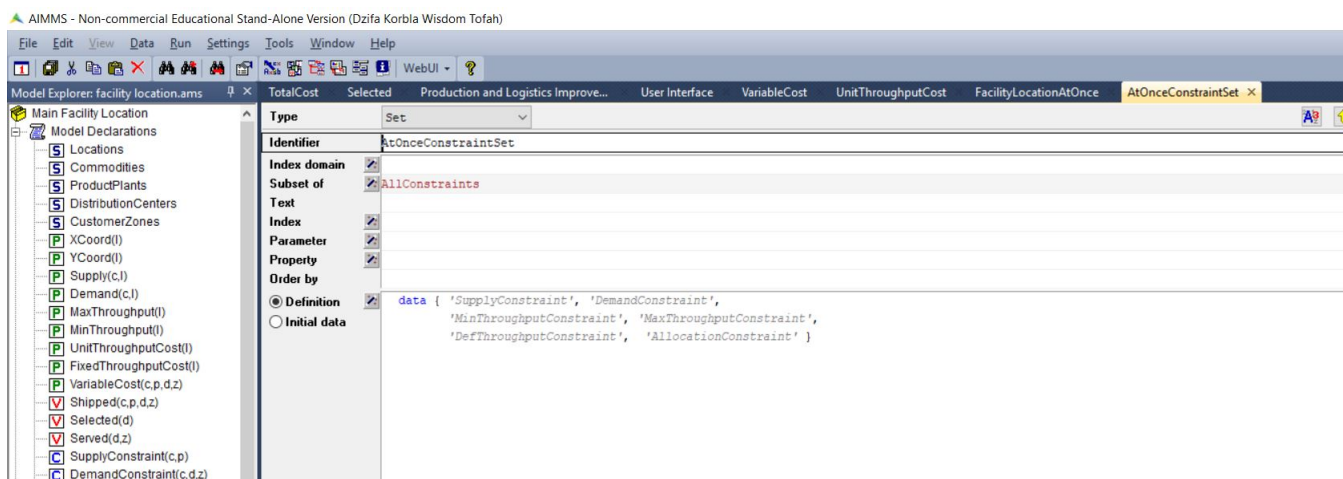 AIMMS - Non-commercial Educational Stand-Alone Version (Dzifa Korbla Wisdom Tofah)
File Edit View Data Run Settings Tools Window Help
WebUI
Model Explorer: facility location.ams
TotalCost Selected Production and Logistics Improve... User Interface VariableCost UnitThroughputCost FacilityLocationAtOnce AtOnceConstraintSet
Main Facility Location
Model Declarations
S Locations
S Commodities
S ProductPlants
S DistributionCenters
S CustomerZones
P XCoord(l)
P YCoord(l)
P Supply(c,l)
P Demand(c,l)
P MaxThroughput(l)
P MinThroughput(l)
P UnitThroughputCost(l)
P FixedThroughputCost(l)
P VariableCost(c,p,d,z)
V Shipped(c,p,d,z)
V Selected(d)
V Served(d,z)
C SupplyConstraint(c,p)
C DemandConstraint(c,d,z)
Type Set
Identifier AtOnceConstraintSet
Index domain
Subset of AllConstraints
Text
Index
Parameter
Property
Order by
Definition
Initial data
data { 'SupplyConstraint', 'DemandConstraint',
'MinThroughputConstraint', 'MaxThroughputConstraint',
'DefThroughputConstraint', 'AllocationConstraint' }